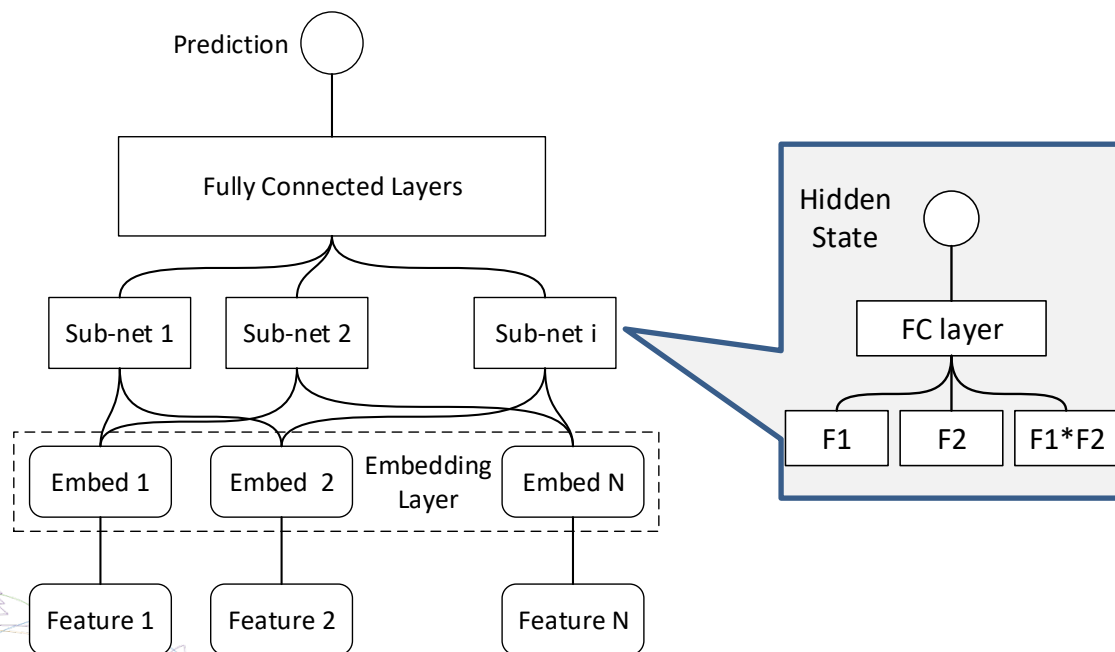 Prediction
Fully Connected Layers
Sub-net 1
Sub-net 2
Sub-net i
Embed 1
Embed 2
Embedding
Layer
Embed N
Feature 1
Feature 2
Feature N
Hidden
State
FC layer
F1
F2
F1*F2